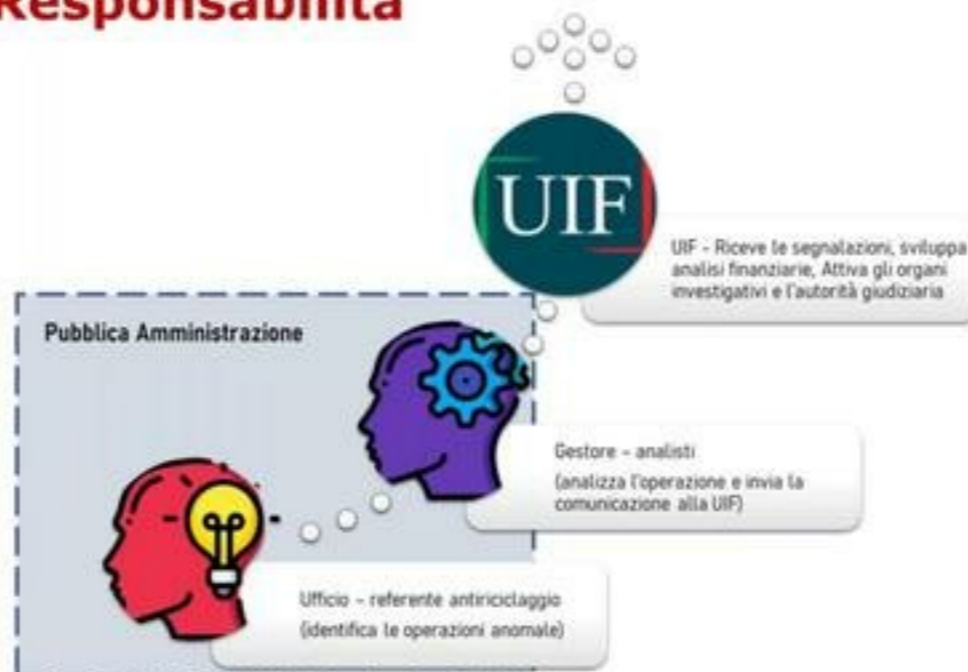 Responsabilità
UIF
UIF - Riceve le segnalazioni, sviluppa
analisi finanziarie, Attiva gli organi
investigativi e l'autorità giudiziaria
Pubblica Amministrazione
Gestore - analisti
(analizza l'operazione e invia la
comunicazione alla UIF)
Ufficio - referente antiriciclaggio
(identifica le operazioni anomale)